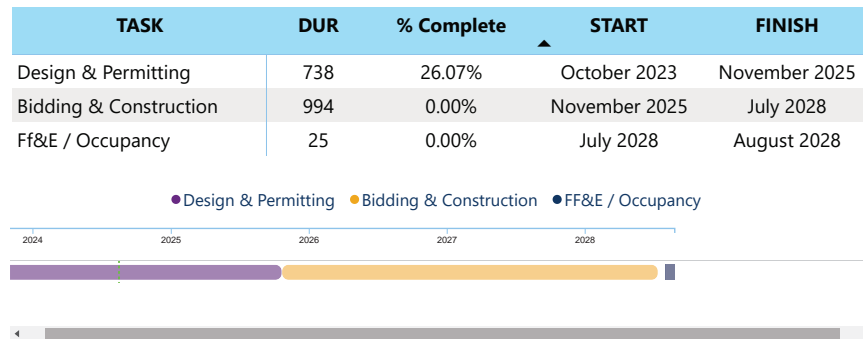 TASK DUR % Complete START FINISH
Design & Permitting 738 26.07% October 2023 November 2025
Bidding & Construction 994 0.00% November 2025 July 2028
Ff&E / Occupancy 25 0.00% July 2028 August 2028
Design & Permitting Bidding & Construction FF&E / Occupancy
2024 2025 2026 2027 2028